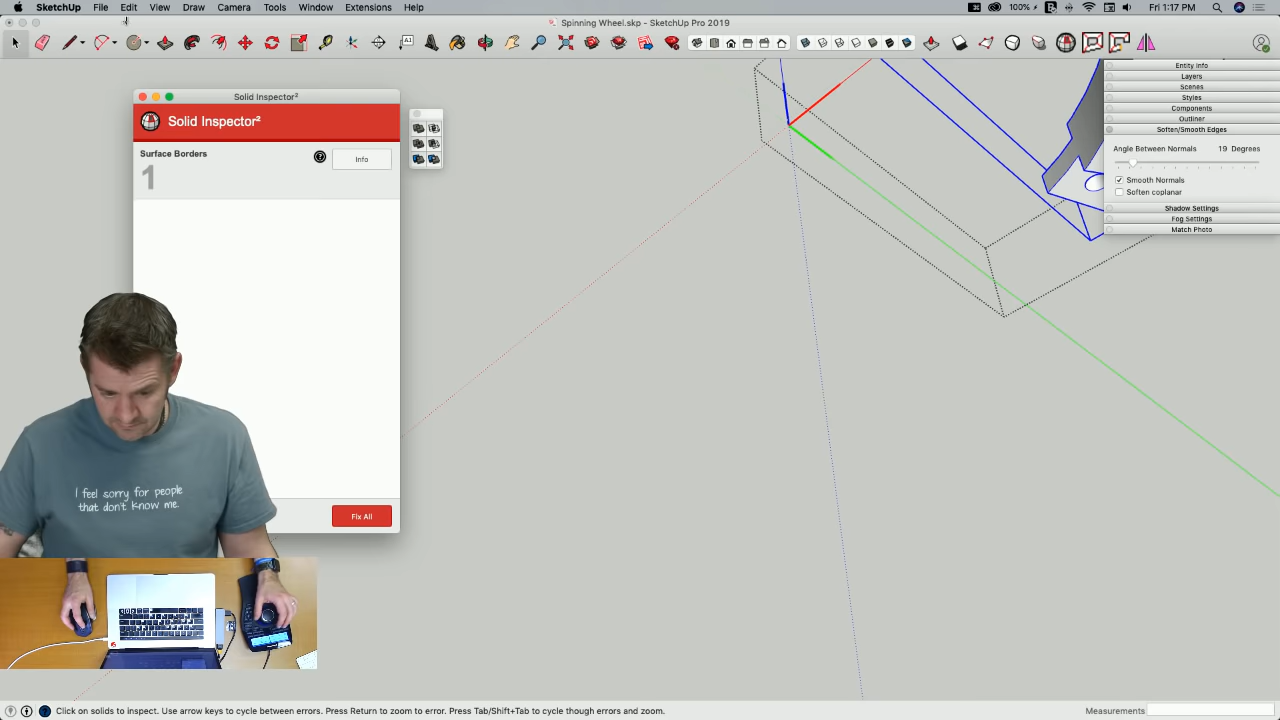 SketchUp File Edit View Draw Camera Tools Window Extensions Help
100% Fri 1:17 PM
Spinning Wheel.skp - SketchUp Pro 2019
Solid Inspector²
Solid Inspector²
Surface Borders
Info
1
Fix All
Entity Info
Layers
Scenes
Styles
Components
Outliner
Soften/Smooth Edges
Angle Between Normals 19 Degrees
Smooth Normals
Soften coplanar
Shadow Settings
Fog Settings
Match Photo
I feel sorry for people
that don't know me.
Click on solids to inspect. Use arrow keys to cycle between errors. Press Return to zoom to error. Press Tab/Shift+Tab to cycle though errors and zoom.
Measurements